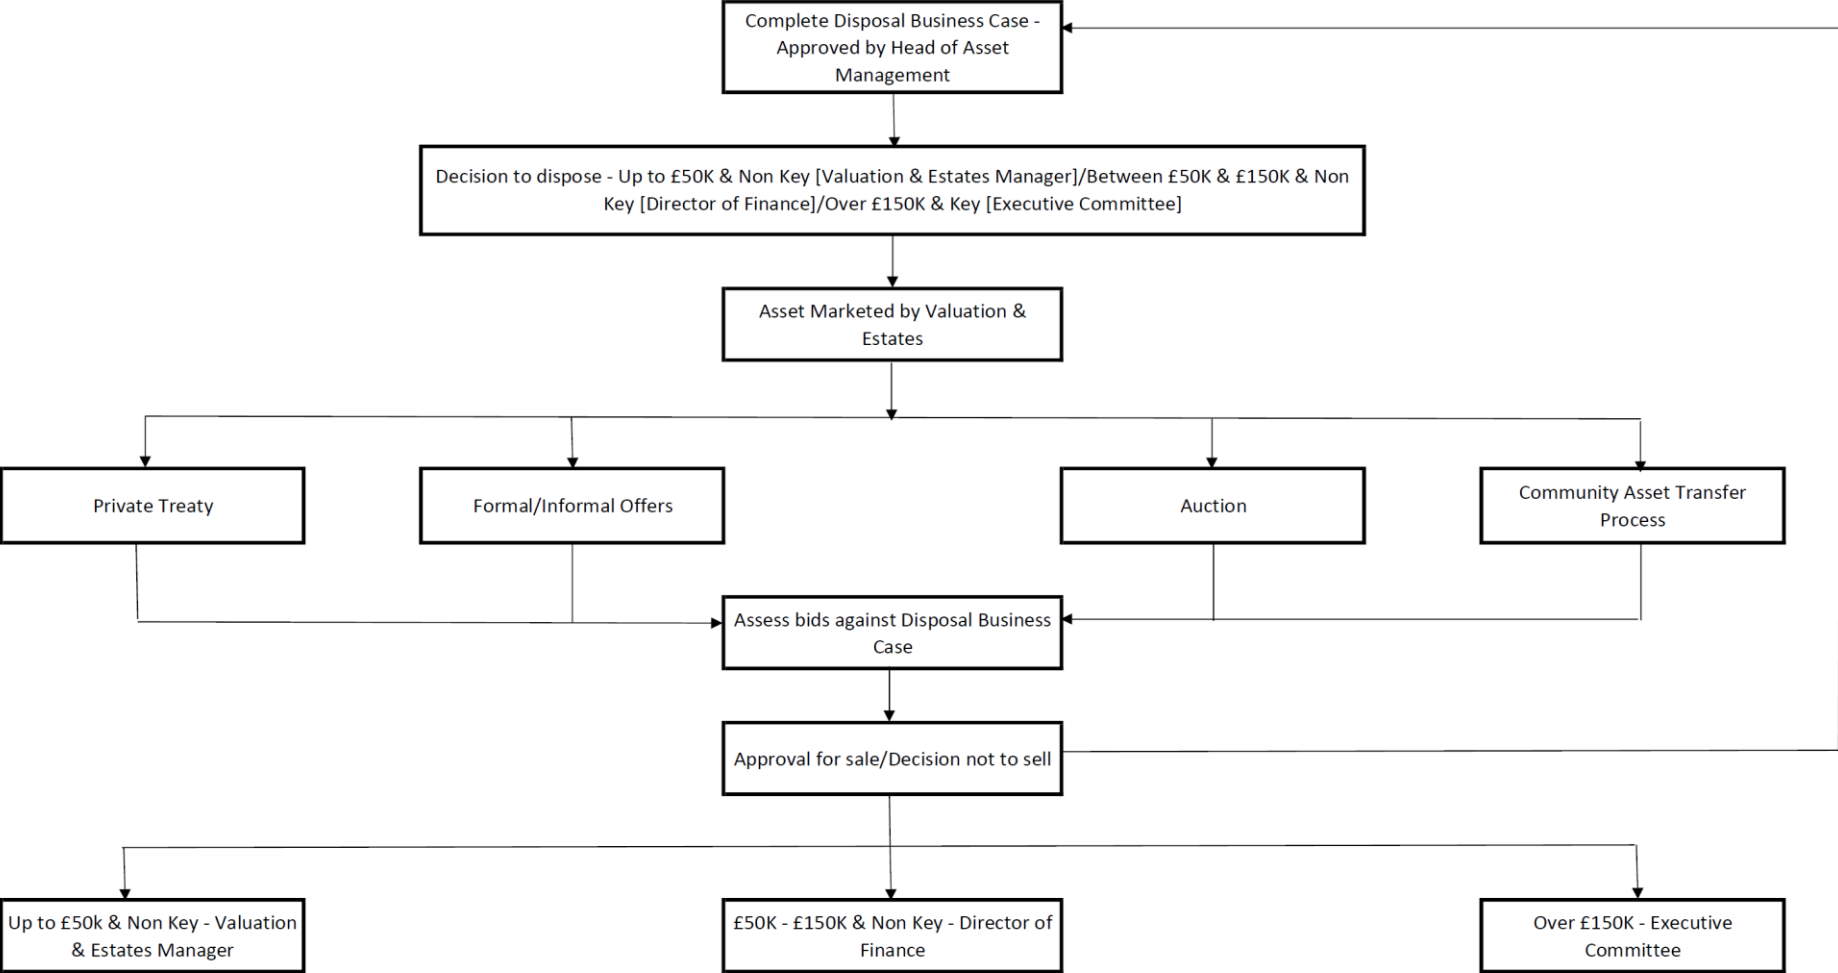 Complete Disposal Business Case -
Approved by Head of Asset
Management
Decision to dispose - Up to £50K & Non Key [Valuation & Estates Manager]/Between £50K & £150K & Non
Key [Director of Finance]/Over £150K & Key [Executive Committee]
Asset Marketed by Valuation &
Estates
Private Treaty
Formal/Informal Offers
Auction
Community Asset Transfer
Process
Assess bids against Disposal Business
Case
Approval for sale/Decision not to sell
Up to £50k & Non Key - Valuation
& Estates Manager
£50K - £150K & Non Key - Director of
Finance
Over £150K - Executive
Committee